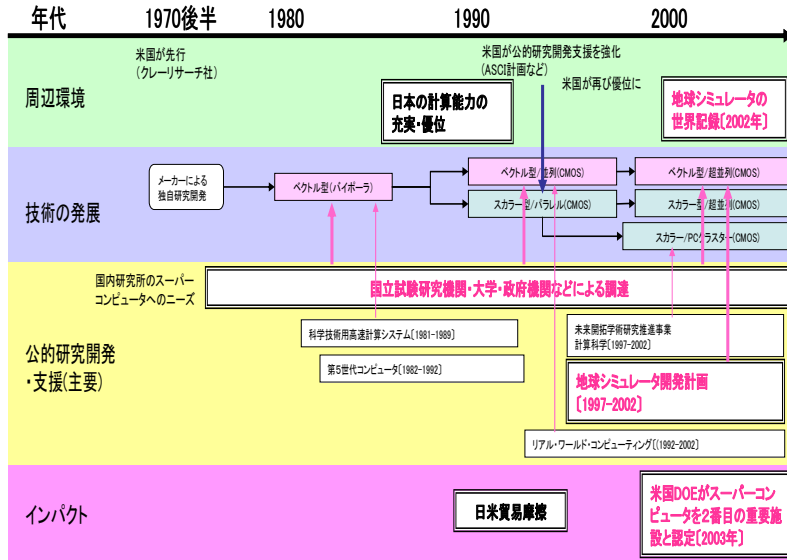 年代
1970後半
1980
1990
2000
周辺環境
米国が先行
(クレーリサーチ社)
日本の計算能力の
充実・優位
米国が公的研究開発支援を強化
(ASCI計画など)
米国が再び優位に
地球シミュレータの
世界記録〔2002年〕
技術の発展
メーカーによる
独自研究開発
ベクトル型(バイポーラ)
ベクトル型/並列(CMOS)
スカラー型/パラレル(CMOS)
ベクトル型/超並列(CMOS)
スカラー型/超並列(CMOS)
スカラー/PCクラスター(CMOS)
公的研究開発
・支援(主要)
国内研究所のスーパー
コンピュータへのニーズ
国立試験研究機関・大学・政府機関などによる調達
科学技術用高速計算システム〔1981-1989〕
第5世代コンピュータ〔1982-1992〕
未来開拓学術研究推進事業
計算科学〔1997-2002〕
地球シミュレータ開発計画
〔1997-2002〕
リアル・ワールド・コンピューティング〔(1992-2002〕
インパクト
日米貿易摩擦
米国DOEがスーパーコン
ピュータを2番目の重要施
設と認定〔2003年〕